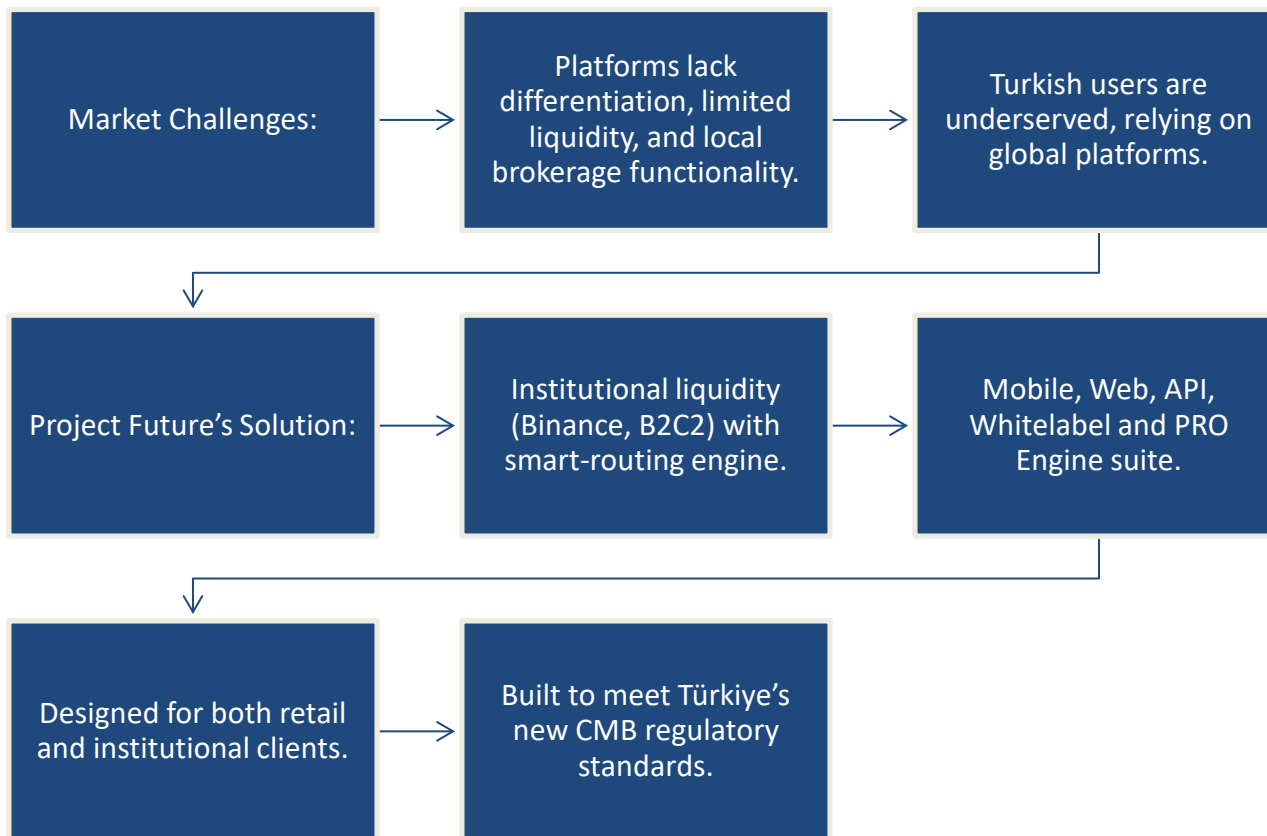 Market Challenges:
Platforms lack
differentiation, limited
liquidity, and local
brokerage functionality.
Turkish users are
underserved, relying on
global platforms.
Project Future’s Solution:
Institutional liquidity
(Binance, B2C2) with
smart-routing engine.
Mobile, Web, API,
Whitelabel and PRO
Engine suite.
Designed for both retail
and institutional clients.
Built to meet Türkiye’s
new CMB regulatory
standards.